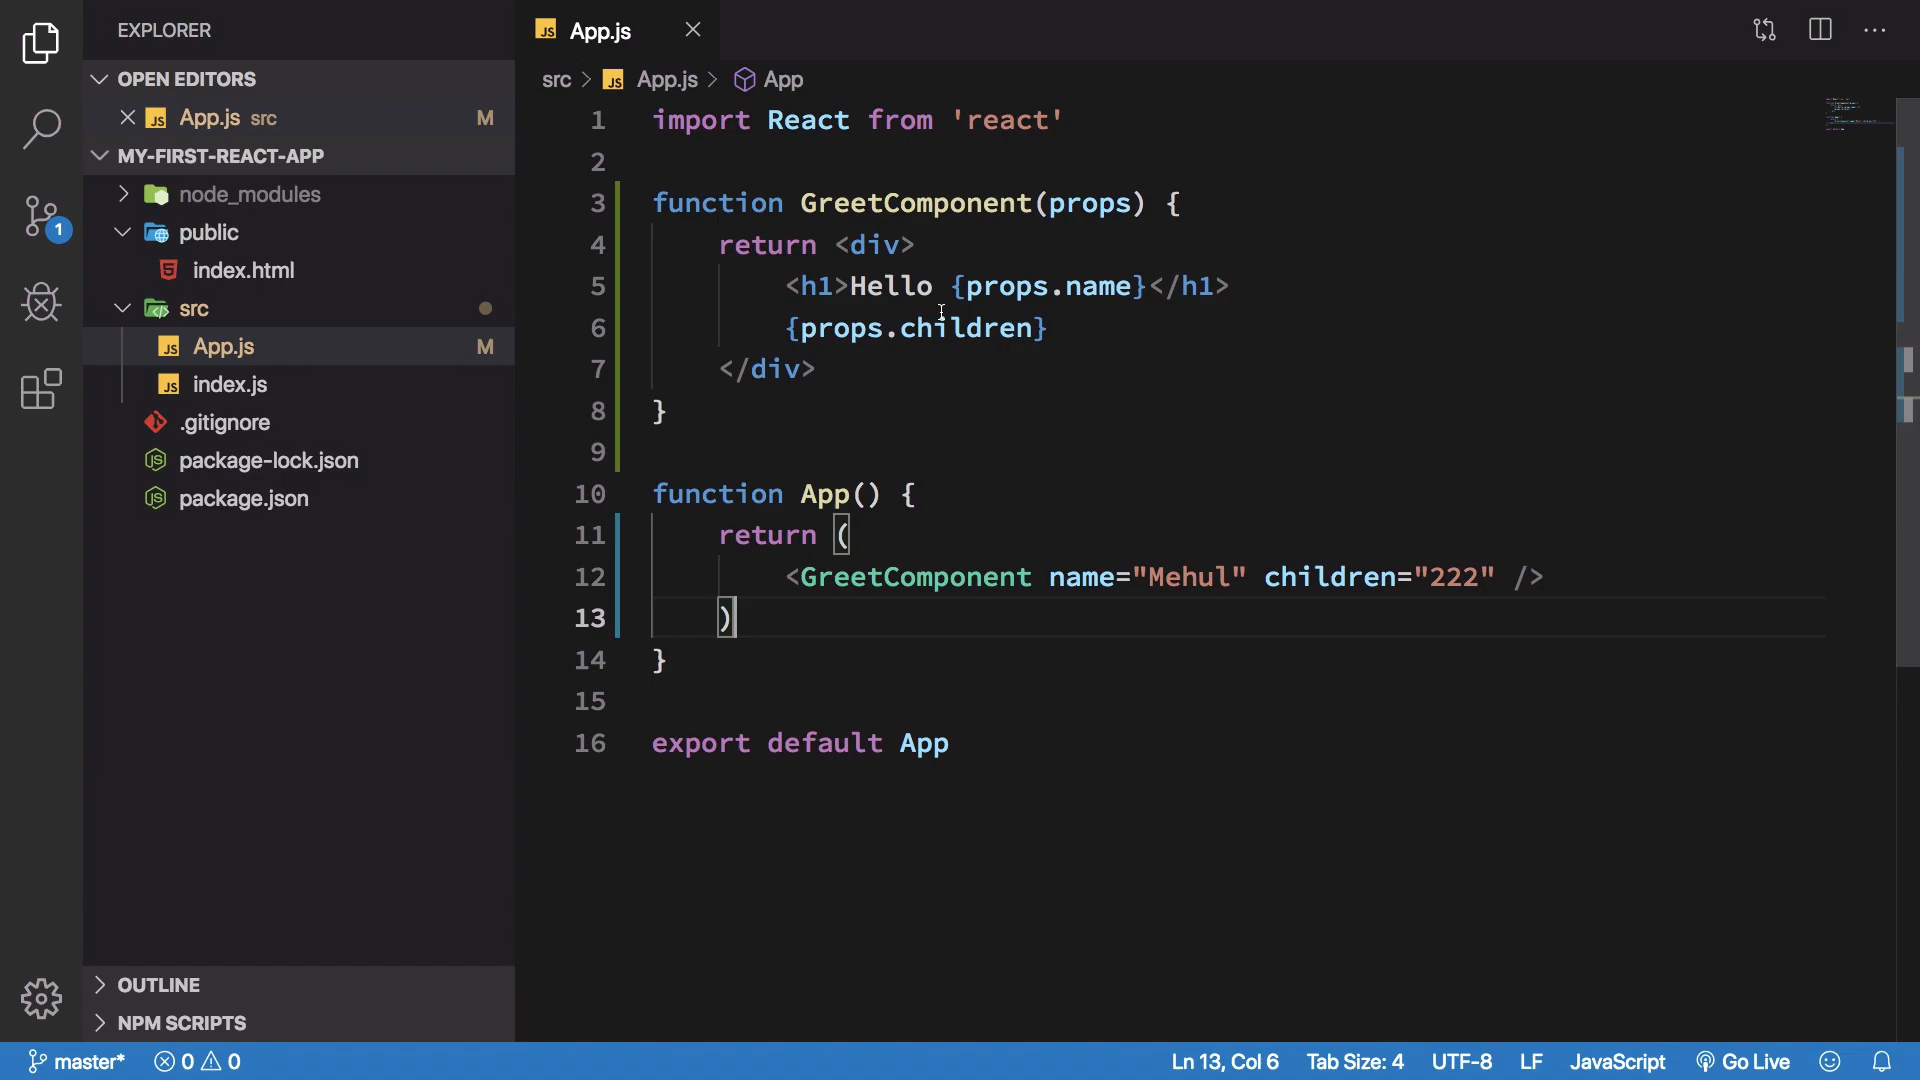 EXPLORER
OPEN EDITORS
App.js src M
MY-FIRST-REACT-APP
node_modules
public
index.html
src
App.js M
index.js
.gitignore
package-lock.json
package.json
OUTLINE
NPM SCRIPTS
1
App.js
src > App.js > App
1 import React from 'react'
2
3 function GreetComponent(props) {
4 return <div>
5 <h1>Hello {props.name}</h1>
6 {props.children}
7 </div>
8 }
9
10 function App() {
11 return (
12 <GreetComponent name="Mehul" children="222" />
13 )
14 }
15
16 export default App
master* 0 0 Ln 13, Col 6 Tab Size: 4 UTF-8 LF JavaScript Go Live